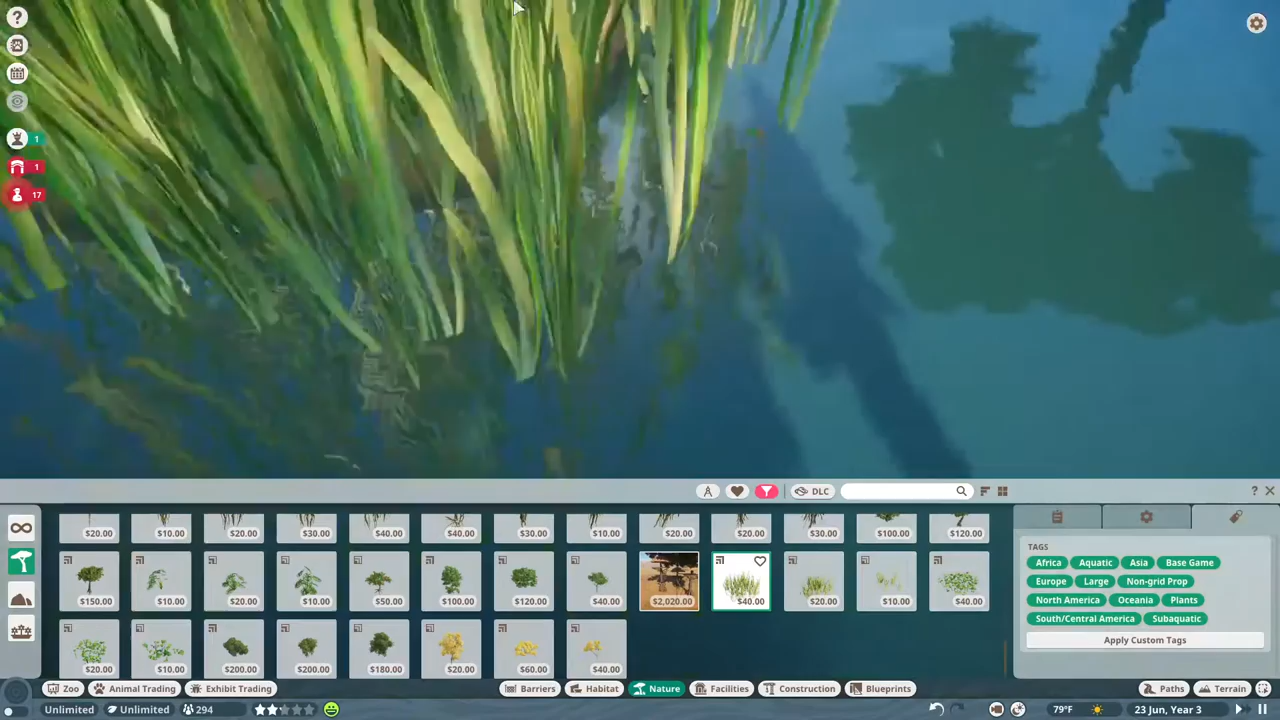 ?
1
1
17
DLC
? ×
$20.00 $10.00 $20.00 $30.00 $40.00 $40.00 $30.00 $10.00 $20.00 $20.00 $30.00 $100.00 $120.00
$150.00 $10.00 $20.00 $10.00 $50.00 $100.00 $120.00 $40.00 $2,020.00 $40.00 $20.00 $10.00 $40.00
$20.00 $10.00 $200.00 $200.00 $180.00 $20.00 $60.00 $40.00
TAGS
Africa Aquatic Asia Base Game
Europe Large Non-grid Prop
North America Oceania Plants
South/Central America Subaquatic
Apply Custom Tags
Zoo Animal Trading Exhibit Trading Barriers Habitat Nature Facilities Construction Blueprints Paths Terrain
Unlimited Unlimited 294 79°F 23 Jun, Year 3